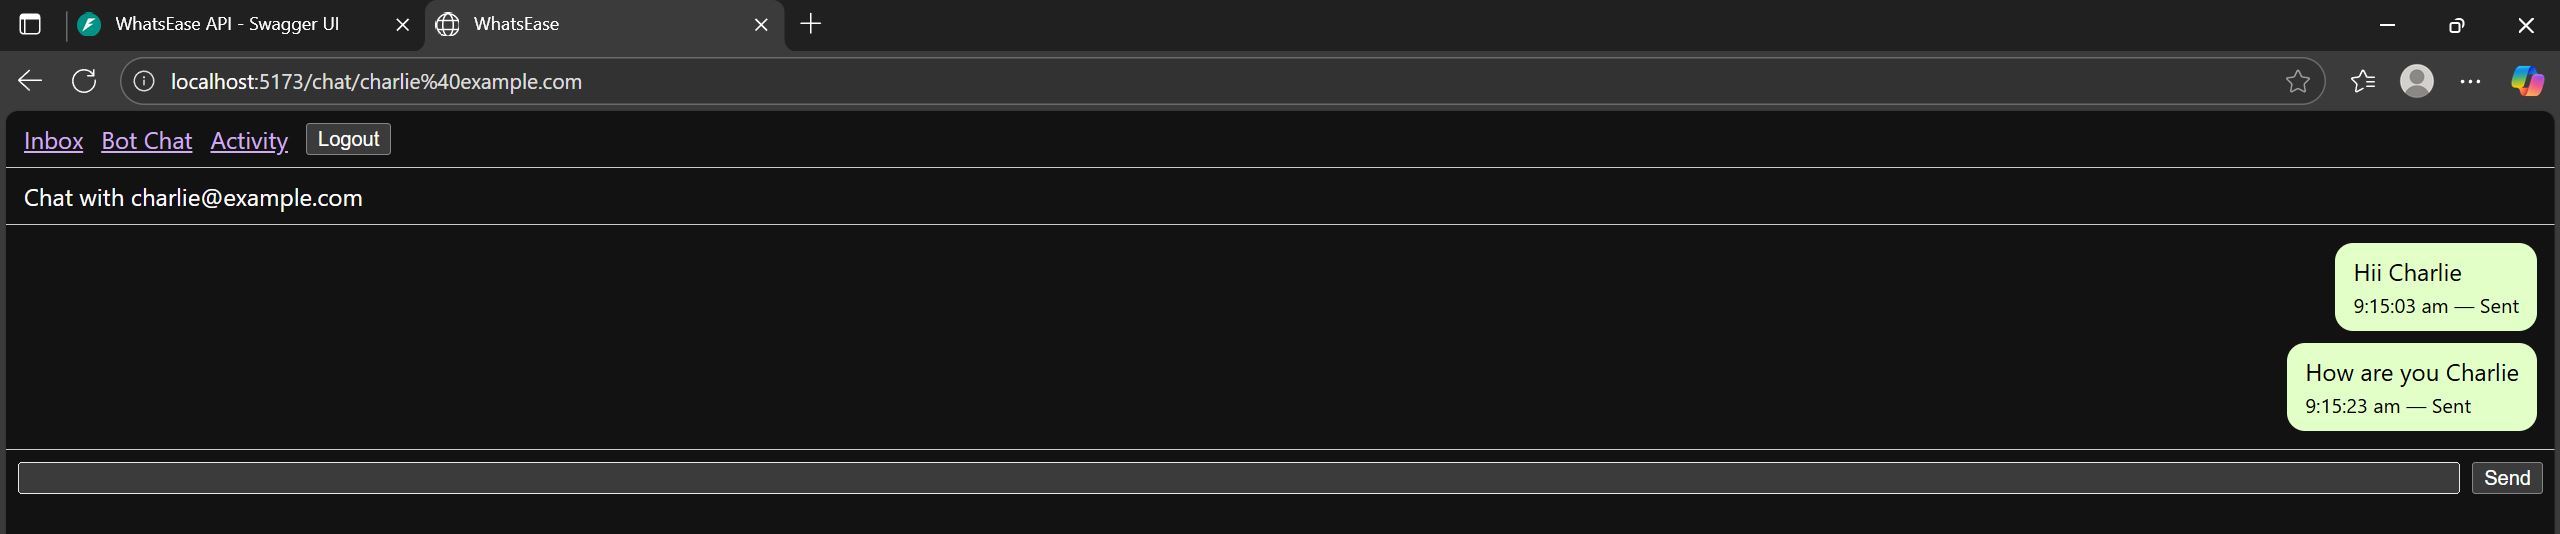 WhatsEase API - Swagger UI
WhatsEase
localhost:5173/chat/charlie%40example.com
Inbox Bot Chat Activity Logout
Chat with charlie@example.com
Hii Charlie
9:15:03 am — Sent
How are you Charlie
9:15:23 am — Sent
Send